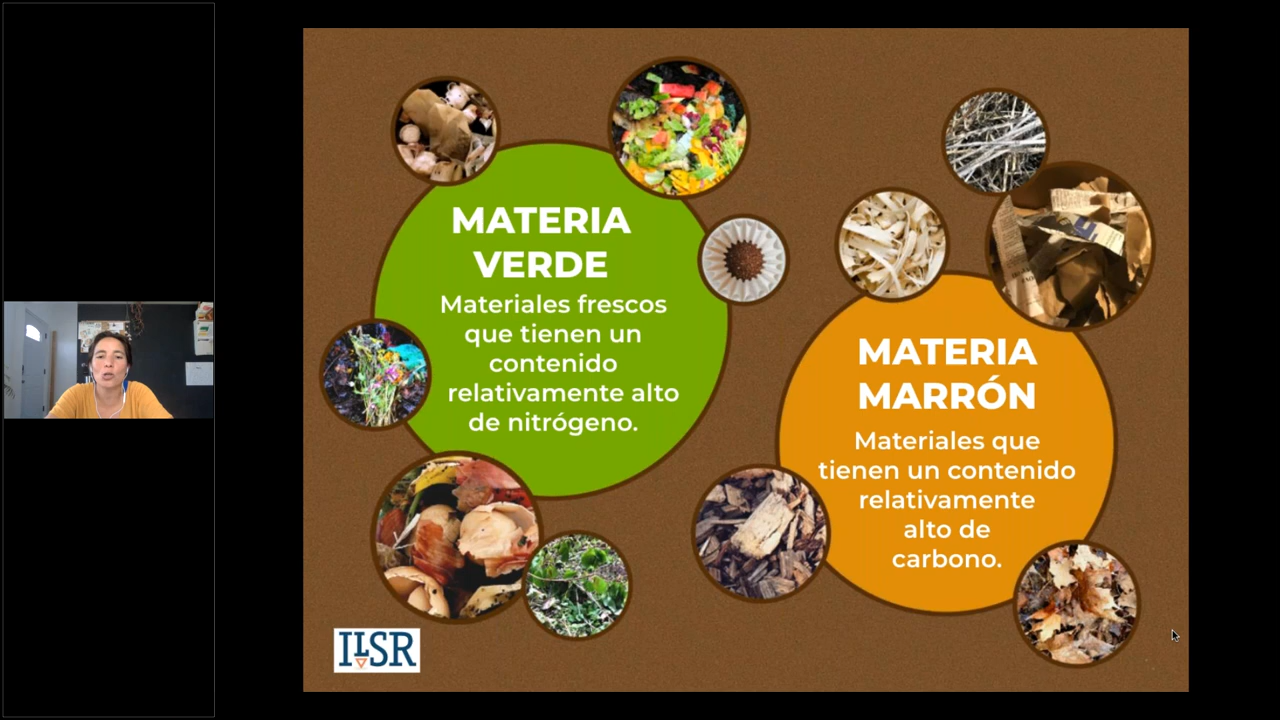 MATERIA
VERDE
Materiales frescos
que tienen un
contenido
relativamente alto
de nitrógeno.
MATERIA
MARRÓN
Materiales que
tienen un contenido
relativamente
alto de
carbono.
ILSR